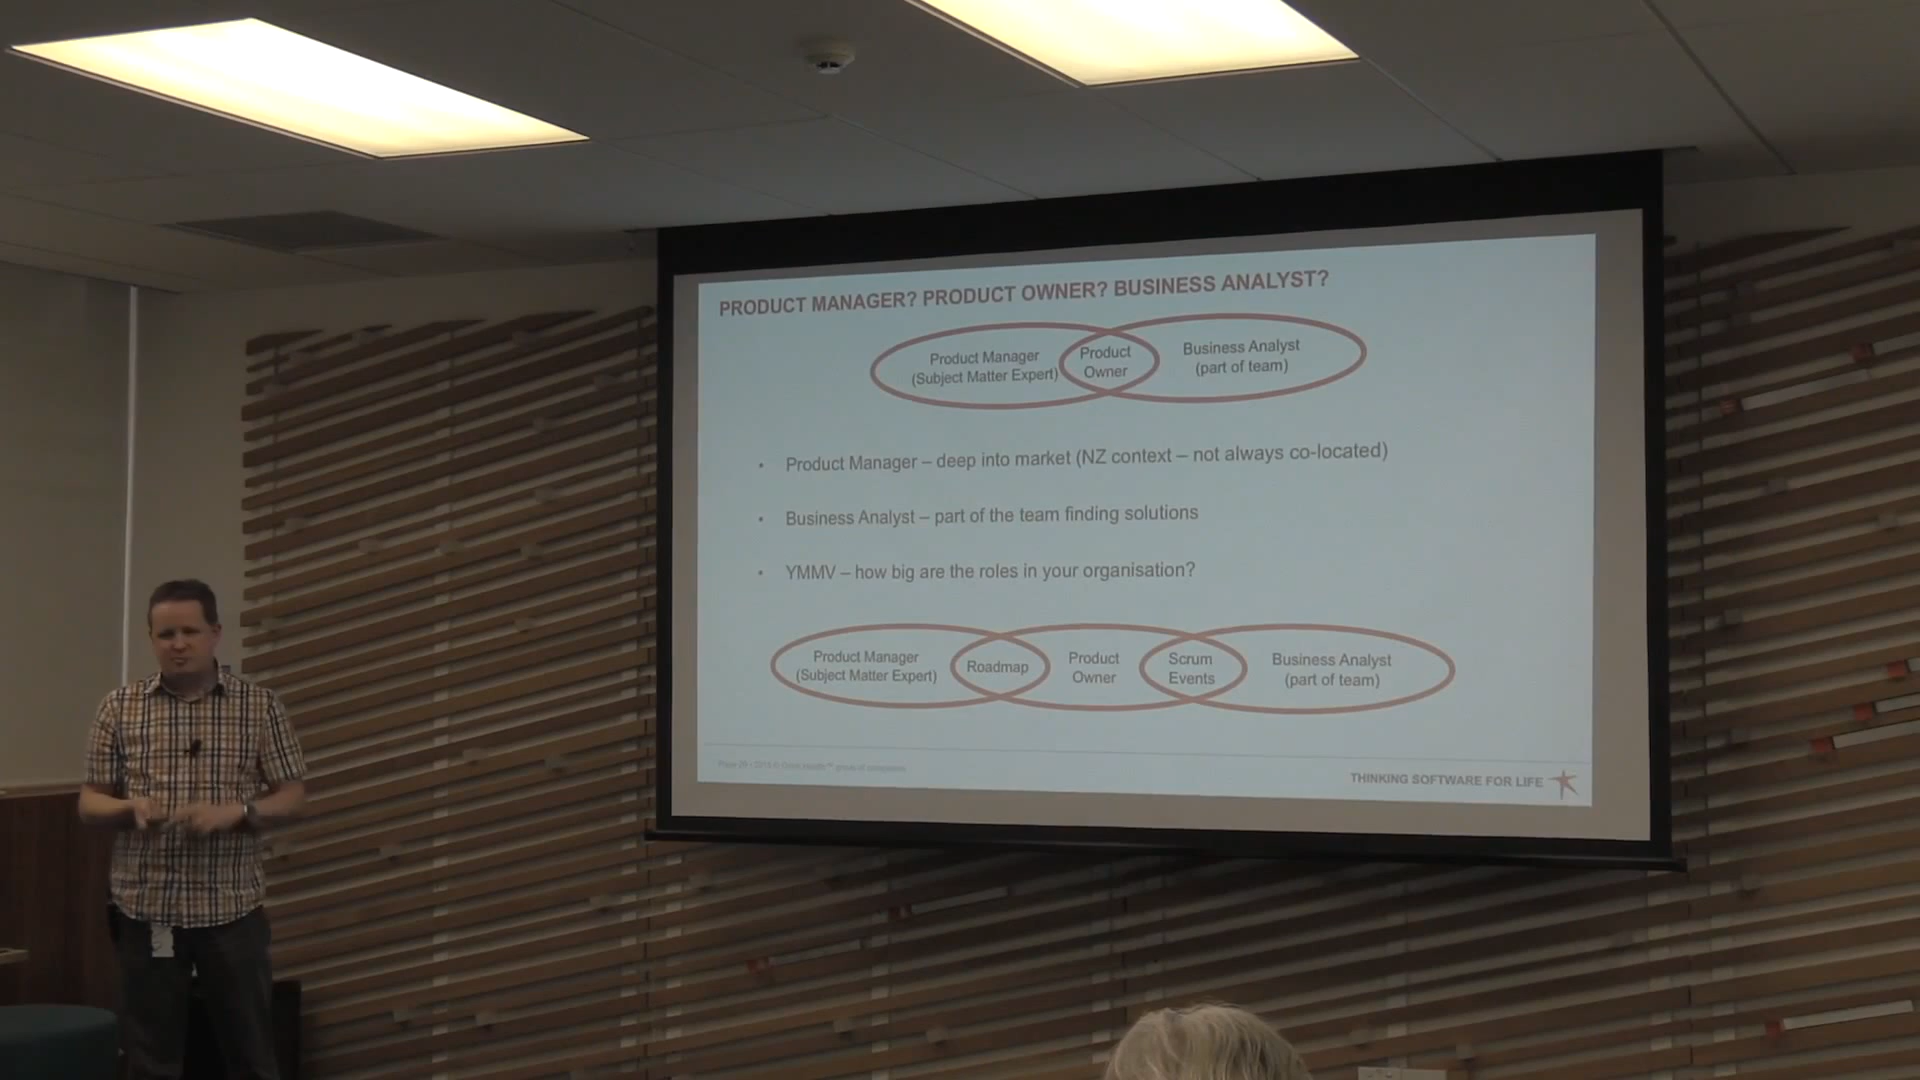 PRODUCT MANAGER? PRODUCT OWNER? BUSINESS ANALYST?
Product Manager
(Subject Matter Expert)
Product
Owner
Business Analyst
(part of team)
• Product Manager – deep into market (NZ context – not always co-located)
• Business Analyst – part of the team finding solutions
• YMMV – how big are the roles in your organisation?
Product Manager
(Subject Matter Expert)
Roadmap
Product
Owner
Scrum
Events
Business Analyst
(part of team)
THINKING SOFTWARE FOR LIFE